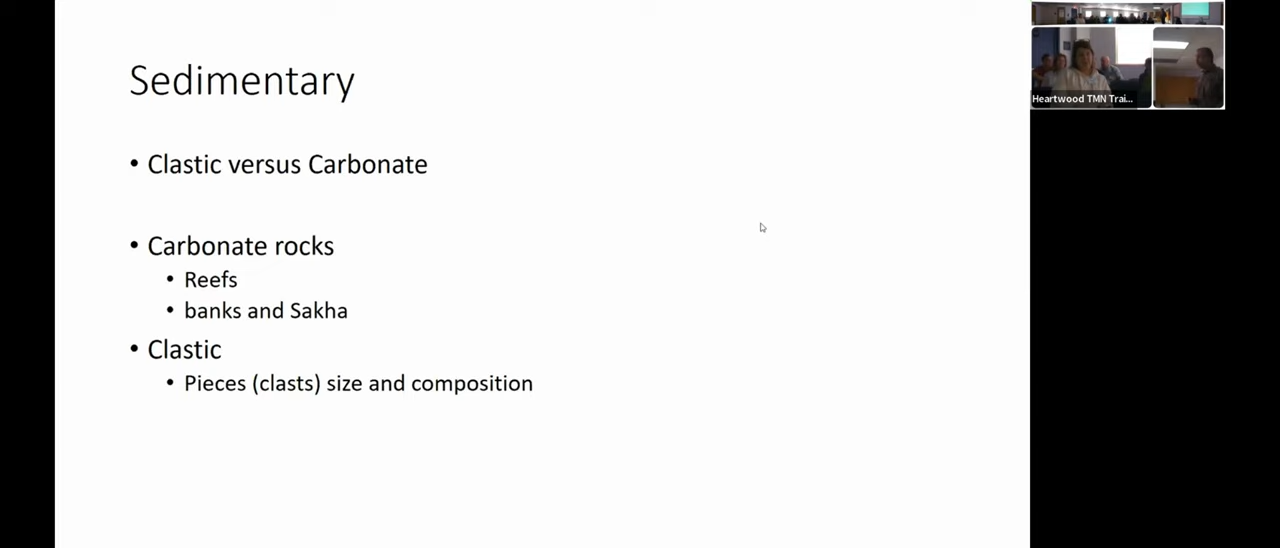 Sedimentary
• Clastic versus Carbonate
• Carbonate rocks
• Reefs
• banks and Sakha
• Clastic
• Pieces (clasts) size and composition
Heartwood TMN Trai...